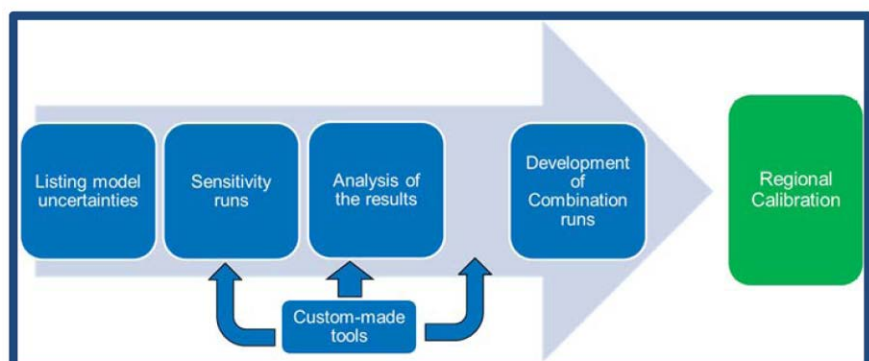 Listing model
uncertainties
Sensitivity
runs
Analysis of
the results
Development
of
Combination
runs
Regional
Calibration
Custom-made
tools